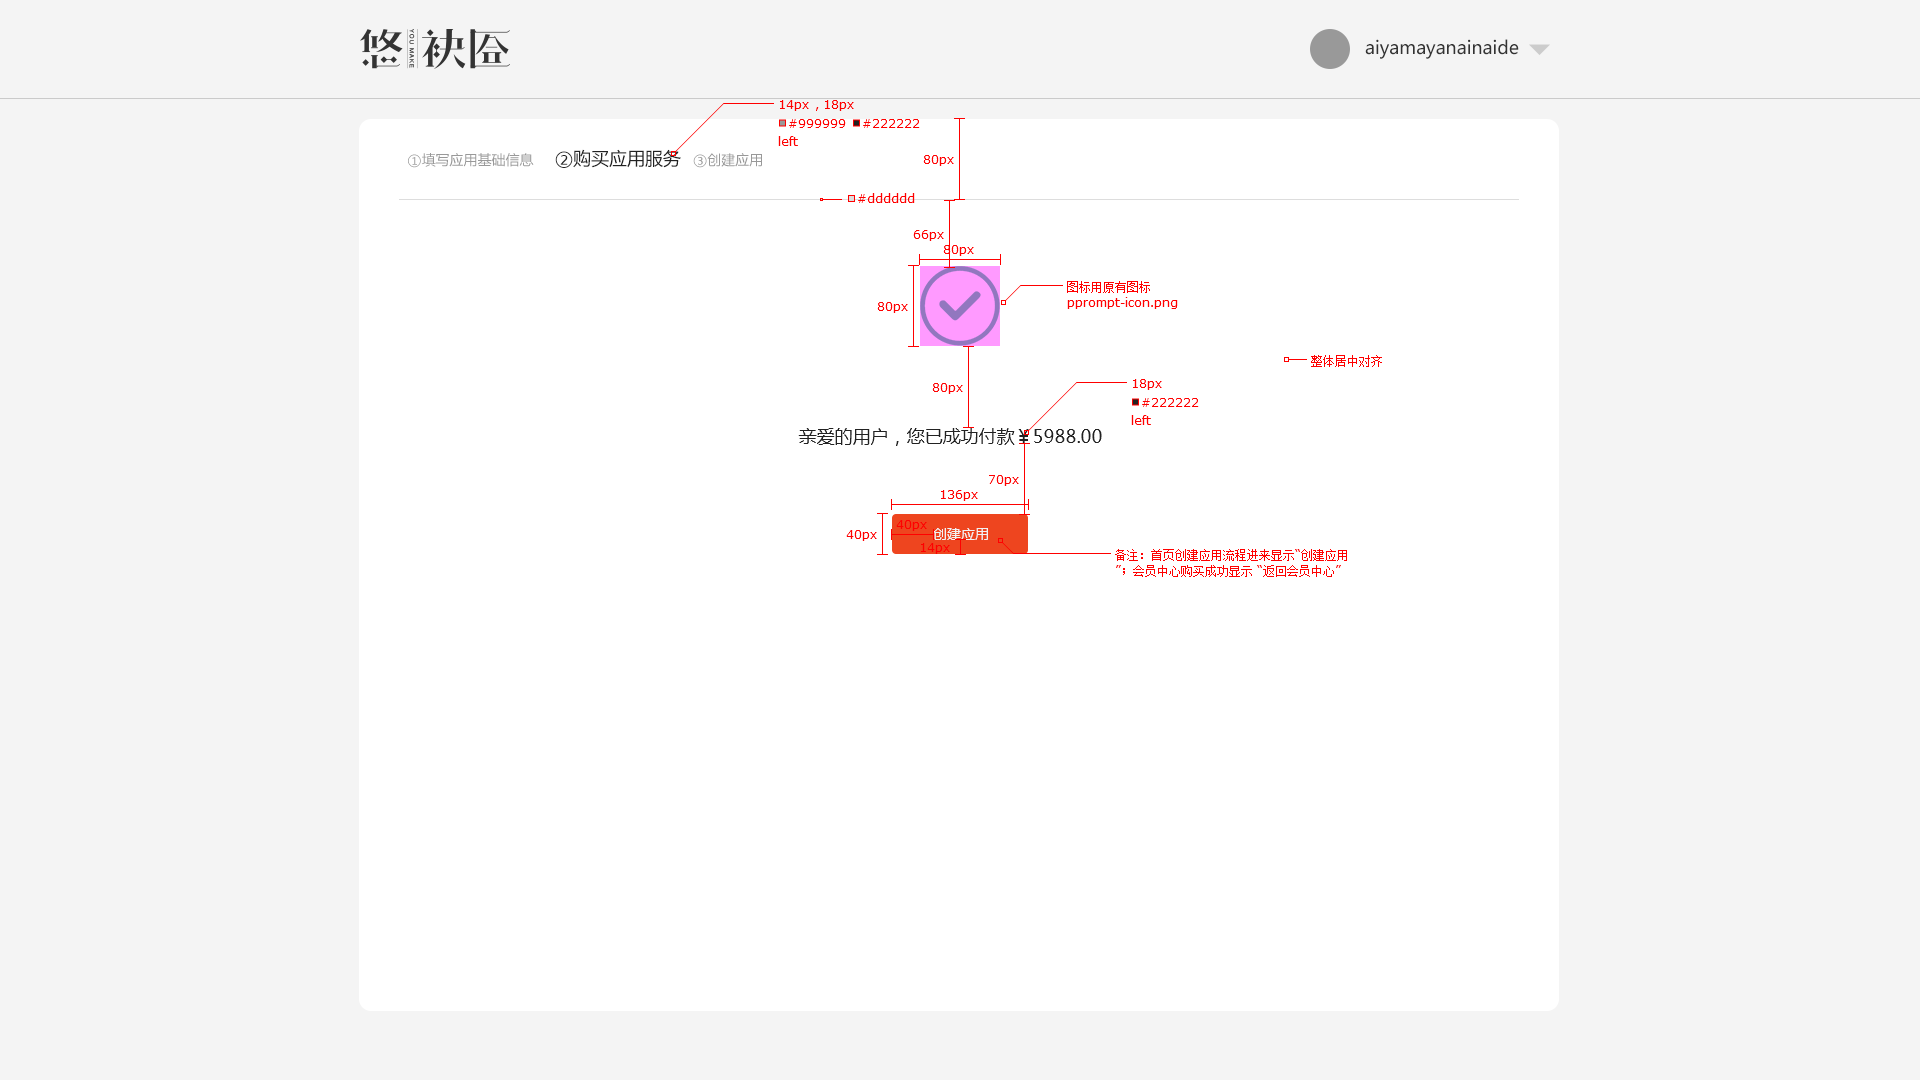 悠袂匼
YOU MAKE
aiyamayanainaide
14px，18px
#999999 #222222
left
①填写应用基础信息 ②购买应用服务 ③创建应用
80px
#dddddd
66px
80px
80px
图标用原有图标
pprompt-icon.png
整体居中对齐
80px
18px
#222222
left
亲爱的用户，您已成功付款￥5988.00
70px
136px
40px
40px
创建应用
14px
备注：首页创建应用流程进来显示“创建应用
”；会员中心购买成功显示 “返回会员中心”